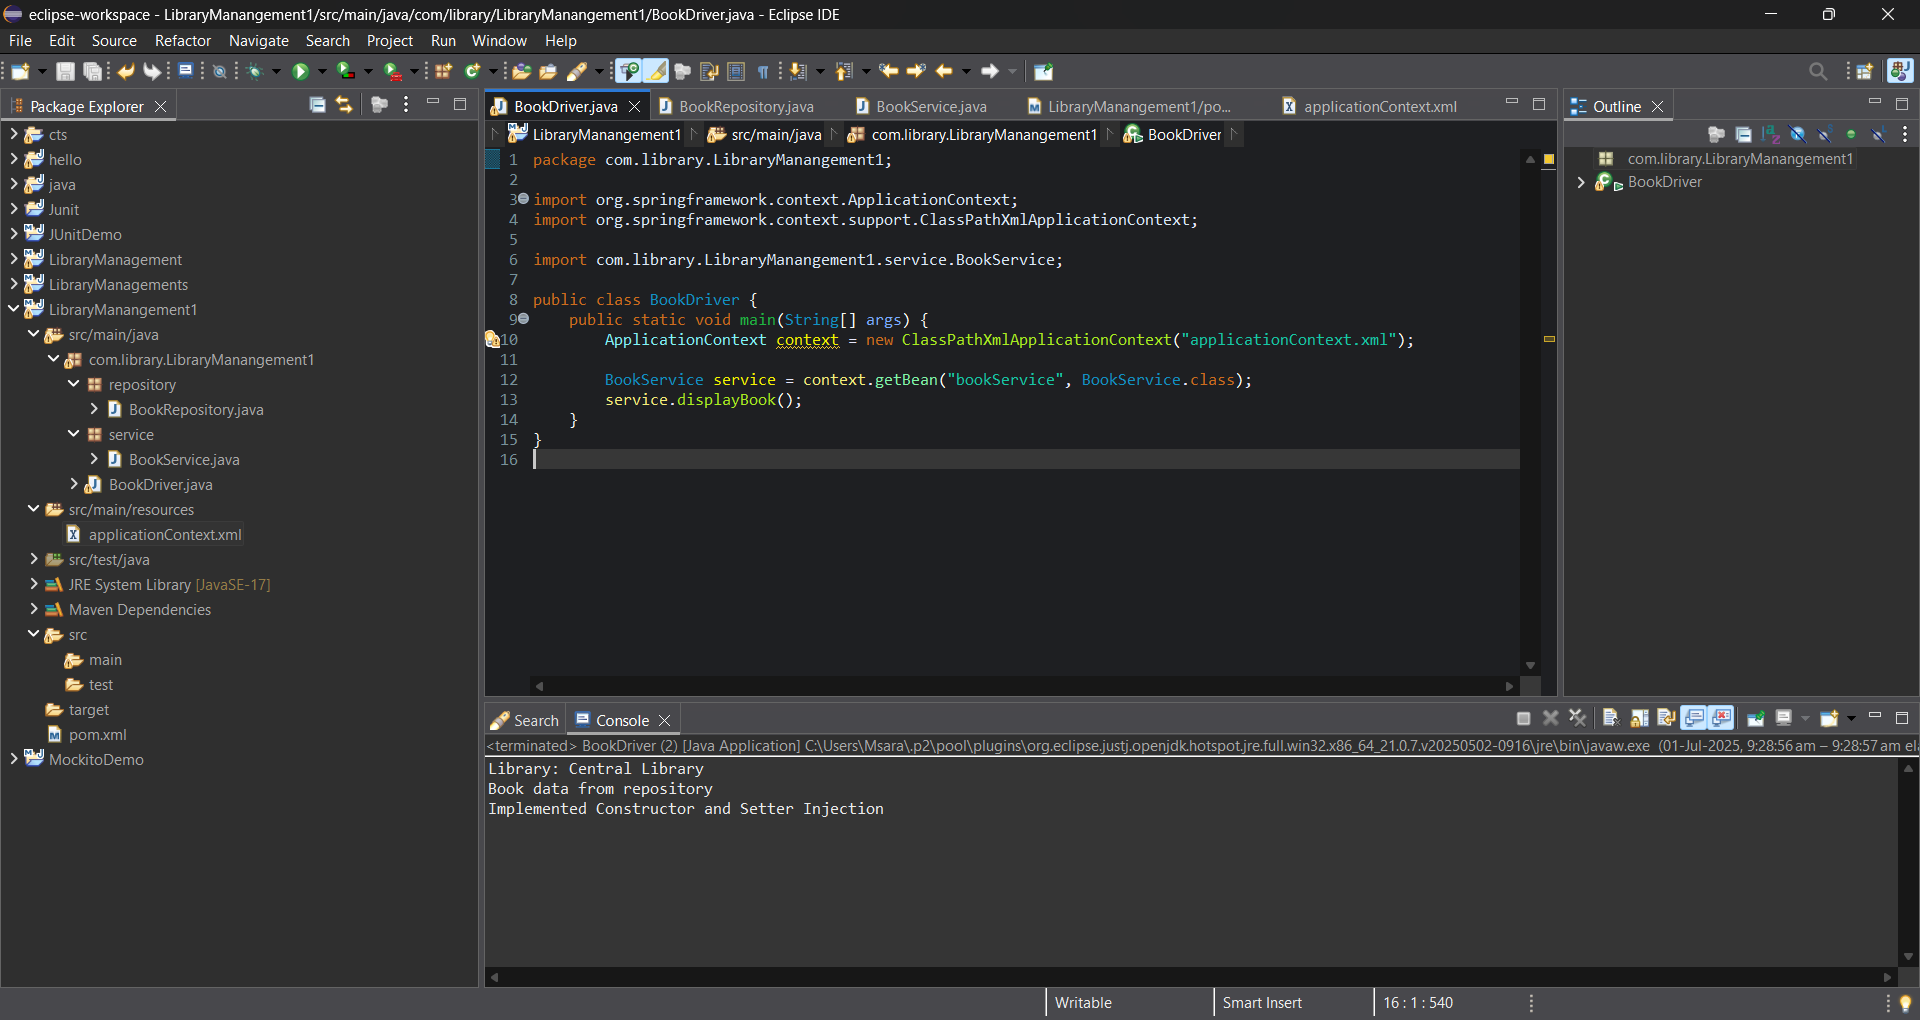 eclipse-workspace - LibraryManangement1/src/main/java/com/library/LibraryManangement1/BookDriver.java - Eclipse IDE
File Edit Source Refactor Navigate Search Project Run Window Help
Package Explorer
cts
hello
java
Junit
JUnitDemo
LibraryManagement
LibraryManagements
LibraryManangement1
src/main/java
com.library.LibraryManangement1
repository
BookRepository.java
service
BookService.java
BookDriver.java
src/main/resources
applicationContext.xml
src/test/java
JRE System Library [JavaSE-17]
Maven Dependencies
src
main
test
target
pom.xml
MockitoDemo
BookDriver.java BookRepository.java BookService.java LibraryManangement1/po... applicationContext.xml
LibraryManangement1 src/main/java com.library.LibraryManangement1 BookDriver
1 package com.library.LibraryManangement1;
2
3 import org.springframework.context.ApplicationContext;
4 import org.springframework.context.support.ClassPathXmlApplicationContext;
5
6 import com.library.LibraryManangement1.service.BookService;
7
8 public class BookDriver {
9 public static void main(String[] args) {
10 ApplicationContext context = new ClassPathXmlApplicationContext("applicationContext.xml");
11
12 BookService service = context.getBean("bookService", BookService.class);
13 service.displayBook();
14 }
15 }
16
Outline
com.library.LibraryManangement1
BookDriver
Search Console
<terminated> BookDriver (2) [Java Application] C:\Users\Msara\.p2\pool\plugins\org.eclipse.justj.openjdk.hotspot.jre.full.win32.x86_64_21.0.7.v20250502-0916\jre\bin\javaw.exe (01-Jul-2025, 9:28:56 am – 9:28:57 am el
Library: Central Library
Book data from repository
Implemented Constructor and Setter Injection
Writable Smart Insert 16 : 1 : 540